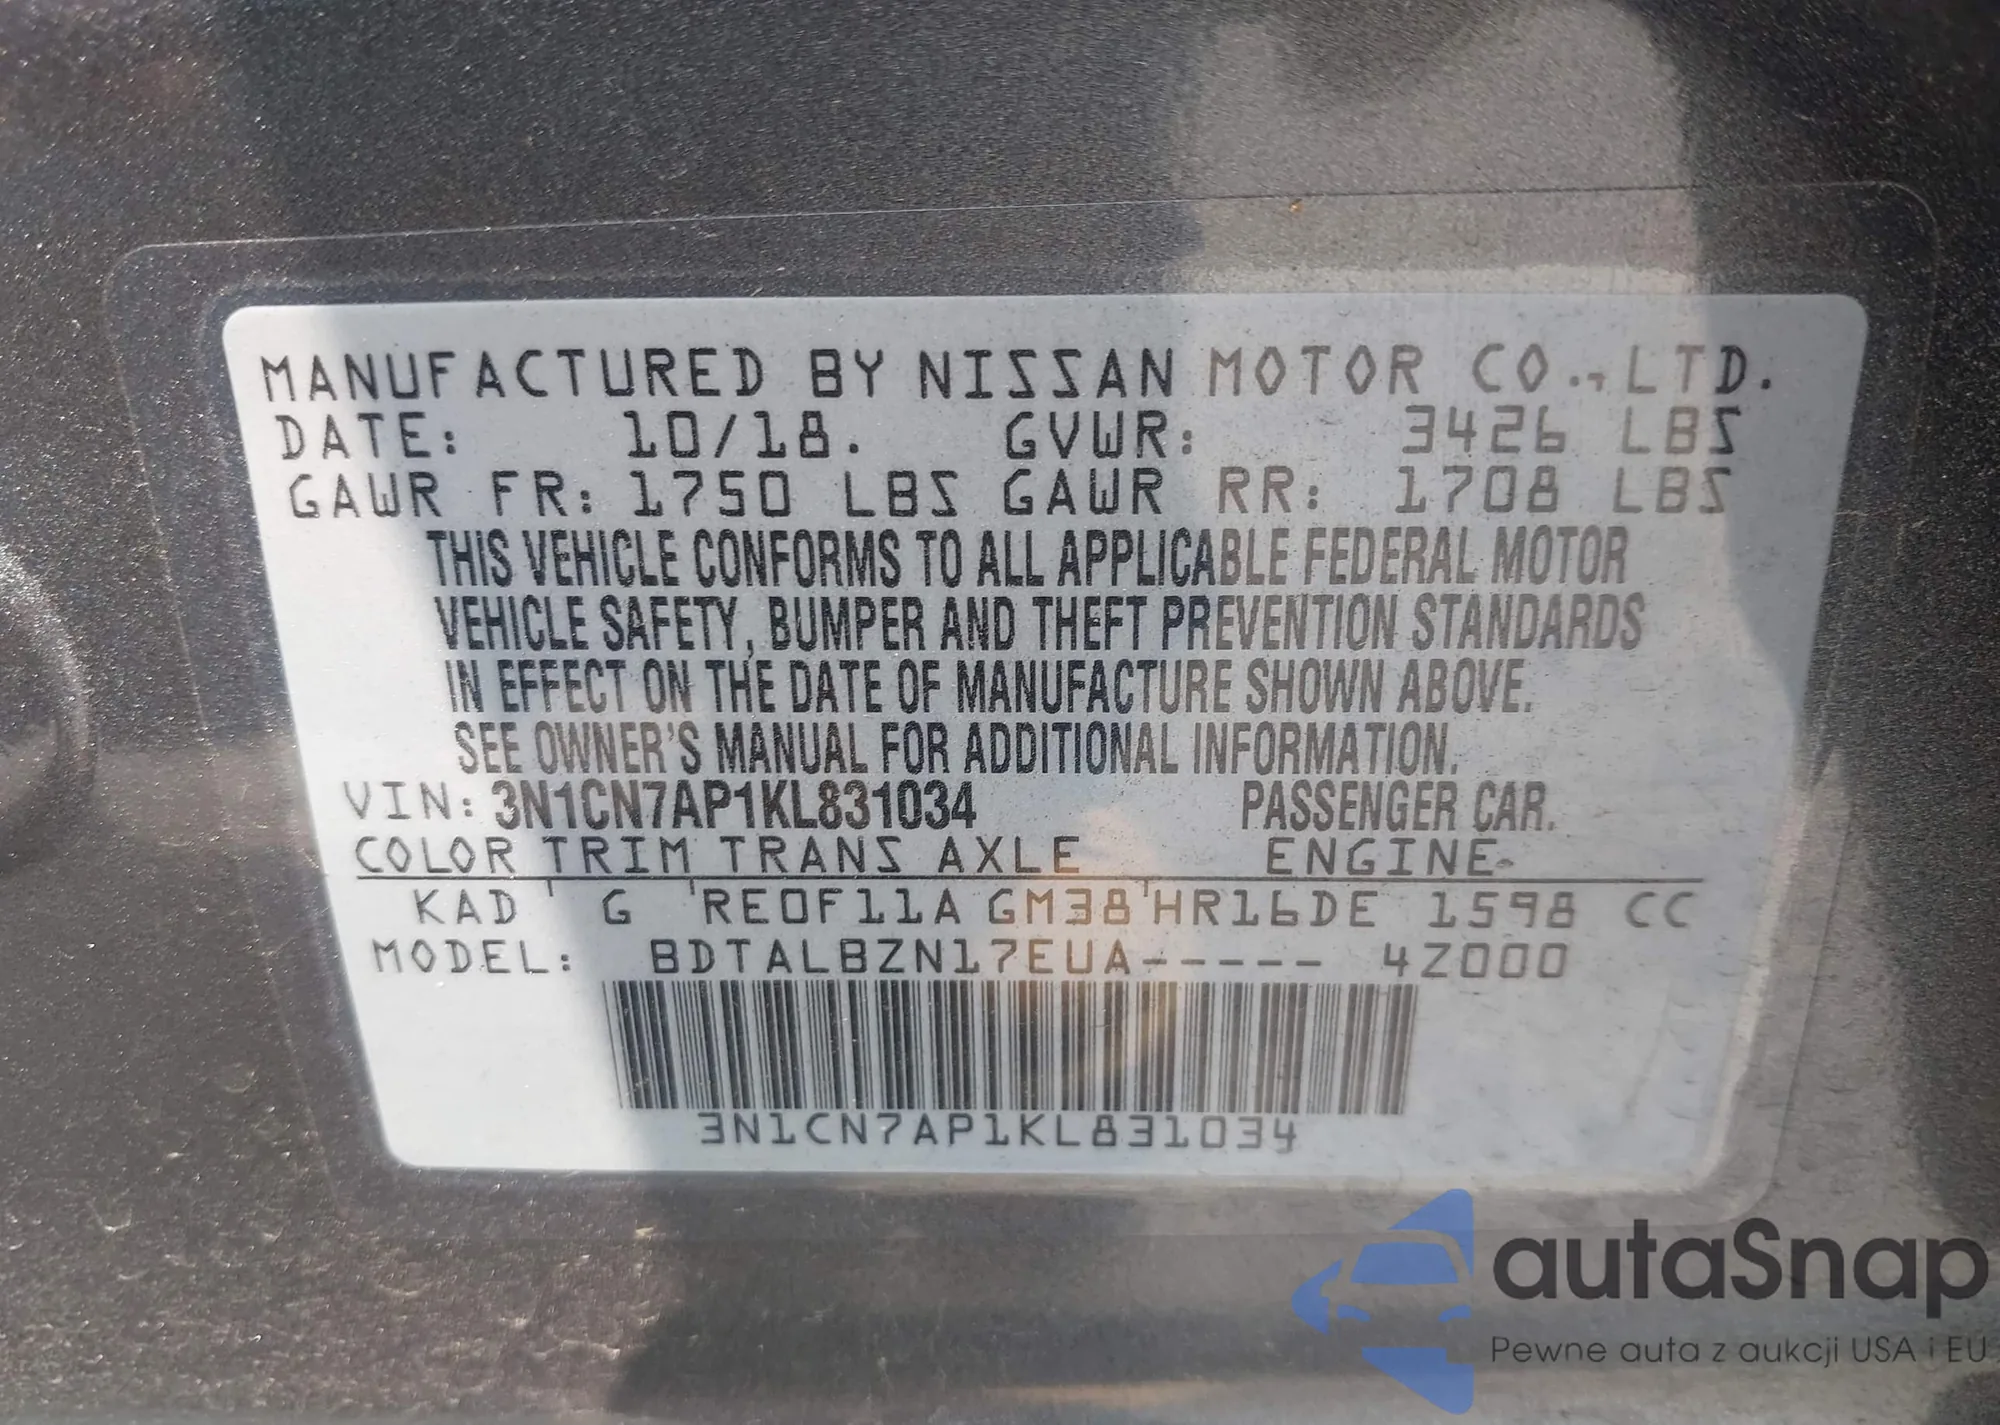 MANUFACTURED BY NISSAN MOTOR CO.,LTD.
DATE: 10/18. GVWR: 3426 LBS
GAWR FR: 1750 LBS GAWR RR: 1708 LBS
THIS VEHICLE CONFORMS TO ALL APPLICABLE FEDERAL MOTOR
VEHICLE SAFETY, BUMPER AND THEFT PREVENTION STANDARDS
IN EFFECT ON THE DATE OF MANUFACTURE SHOWN ABOVE.
SEE OWNER'S MANUAL FOR ADDITIONAL INFORMATION.
VIN: 3N1CN7AP1KL831034 PASSENGER CAR.
COLOR TRIM TRANS AXLE ENGINE
KAD ' G ' RE0F11A GM38 ' HR16DE 1598 CC
MODEL: BDTALBZN17EUA----- 4Z000
3N1CN7AP1KL831034
autaSnap
Pewne auta z aukcji USA i EU